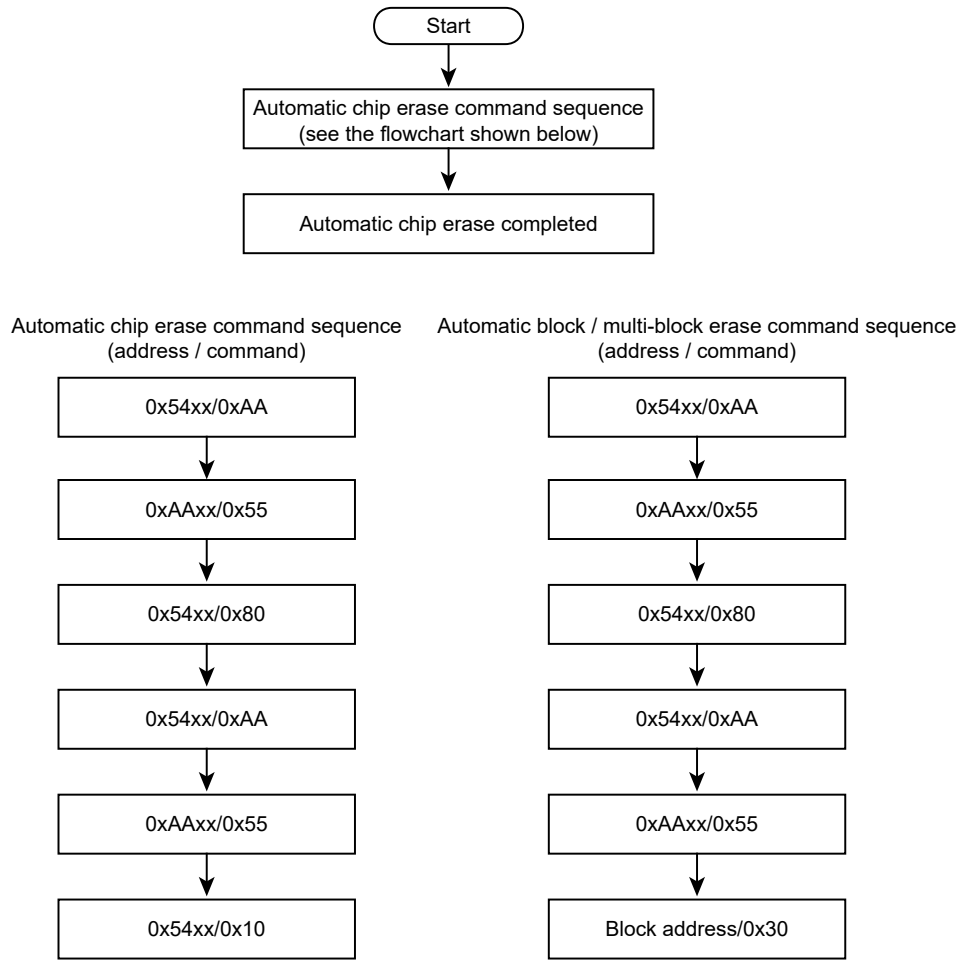 Start
Automatic chip erase command sequence
(see the flowchart shown below)
Automatic chip erase completed
Automatic chip erase command sequence
(address / command)
0x54xx/0xAA
0xAAxx/0x55
0x54xx/0x80
0x54xx/0xAA
0xAAxx/0x55
0x54xx/0x10
Automatic block / multi-block erase command sequence
(address / command)
0x54xx/0xAA
0xAAxx/0x55
0x54xx/0x80
0x54xx/0xAA
0xAAxx/0x55
Block address/0x30